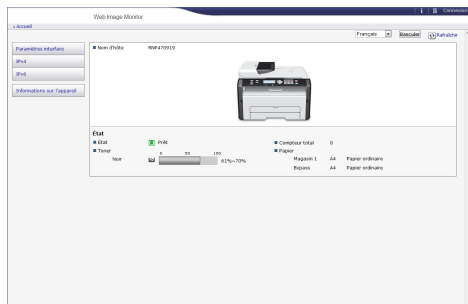 Web Image Monitor
Connexion
Accueil
Français Basculer Rafraîchir
Paramètres interface
IPv4
IPv6
Informations sur l'appareil
Nom d'hôte RNP470919
État
État Prêt
Toner 0 50 100
Noir 61%~70%
Compteur total 0
Papier
Magasin 1 A4 Papier ordinaire
Bypass A4 Papier ordinaire